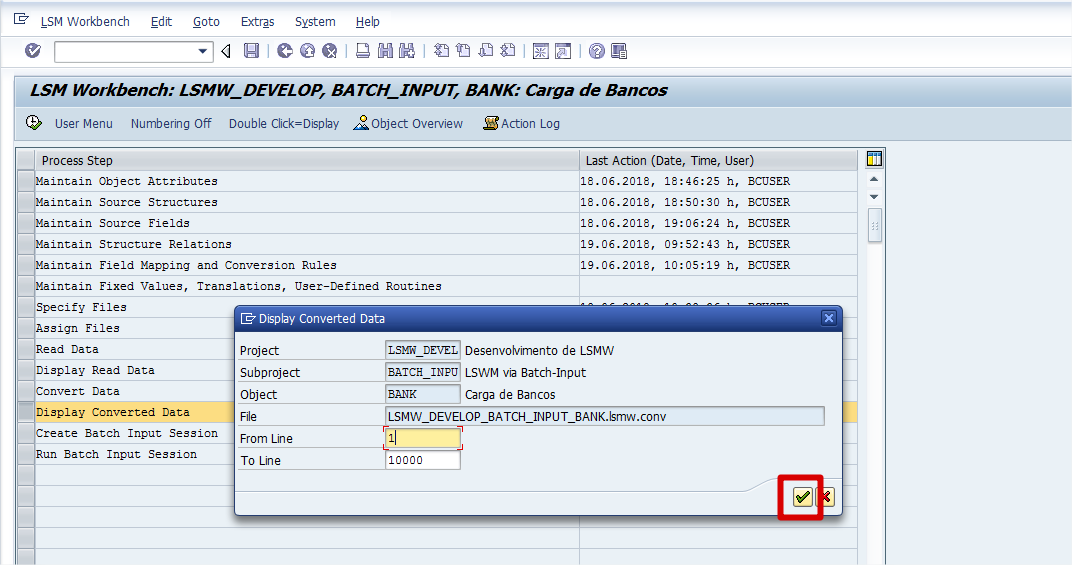 LSM Workbench Edit Goto Extras System Help
LSM Workbench: LSMW_DEVELOP, BATCH_INPUT, BANK: Carga de Bancos
User Menu Numbering Off Double Click=Display Object Overview Action Log
Process Step Last Action (Date, Time, User)
Maintain Object Attributes 18.06.2018, 18:46:25 h, BCUSER
Maintain Source Structures 18.06.2018, 18:50:30 h, BCUSER
Maintain Source Fields 18.06.2018, 19:06:24 h, BCUSER
Maintain Structure Relations 19.06.2018, 09:52:43 h, BCUSER
Maintain Field Mapping and Conversion Rules 19.06.2018, 10:05:19 h, BCUSER
Maintain Fixed Values, Translations, User-Defined Routines
Specify Files
Assign Files
Read Data
Display Read Data
Convert Data
Display Converted Data
Create Batch Input Session
Run Batch Input Session
Display Converted Data
Project LSMW_DEVEL Desenvolvimento de LSMW
Subproject BATCH_INPU LSWM via Batch-Input
Object BANK Carga de Bancos
File LSMW_DEVELOP_BATCH_INPUT_BANK.lsmw.conv
From Line 1
To Line 10000